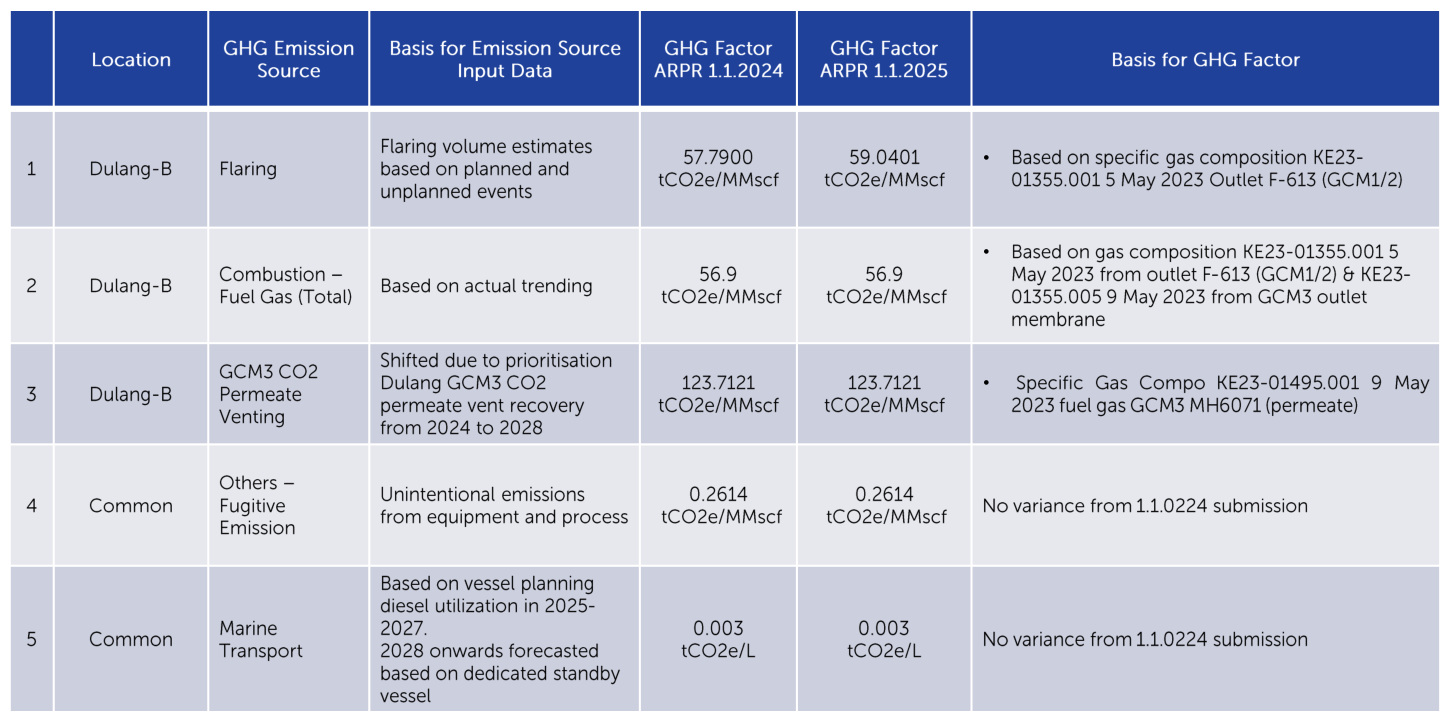 Location
GHG Emission
Source
Basis for Emission Source
Input Data
GHG Factor
ARPR 1.1.2024
GHG Factor
ARPR 1.1.2025
Basis for GHG Factor
1
Dulang-B
Flaring
Flaring volume estimates
based on planned and
unplanned events
57.7900
tCO2e/MMscf
59.0401
tCO2e/MMscf
• Based on specific gas composition KE23-
01355.001 5 May 2023 Outlet F-613 (GCM1/2)
2
Dulang-B
Combustion –
Fuel Gas (Total)
Based on actual trending
56.9
tCO2e/MMscf
56.9
tCO2e/MMscf
• Based on gas composition KE23-01355.001 5
May 2023 from outlet F-613 (GCM1/2) & KE23-
01355.005 9 May 2023 from GCM3 outlet
membrane
3
Dulang-B
GCM3 CO2
Permeate
Venting
Shifted due to prioritisation
Dulang GCM3 CO2
permeate vent recovery
from 2024 to 2028
123.7121
tCO2e/MMscf
123.7121
tCO2e/MMscf
• Specific Gas Compo KE23-01495.001 9 May
2023 fuel gas GCM3 MH6071 (permeate)
4
Common
Others –
Fugitive
Emission
Unintentional emissions
from equipment and process
0.2614
tCO2e/MMscf
0.2614
tCO2e/MMscf
No variance from 1.1.0224 submission
5
Common
Marine
Transport
Based on vessel planning
diesel utilization in 2025-
2027.
2028 onwards forecasted
based on dedicated standby
vessel
0.003
tCO2e/L
0.003
tCO2e/L
No variance from 1.1.0224 submission